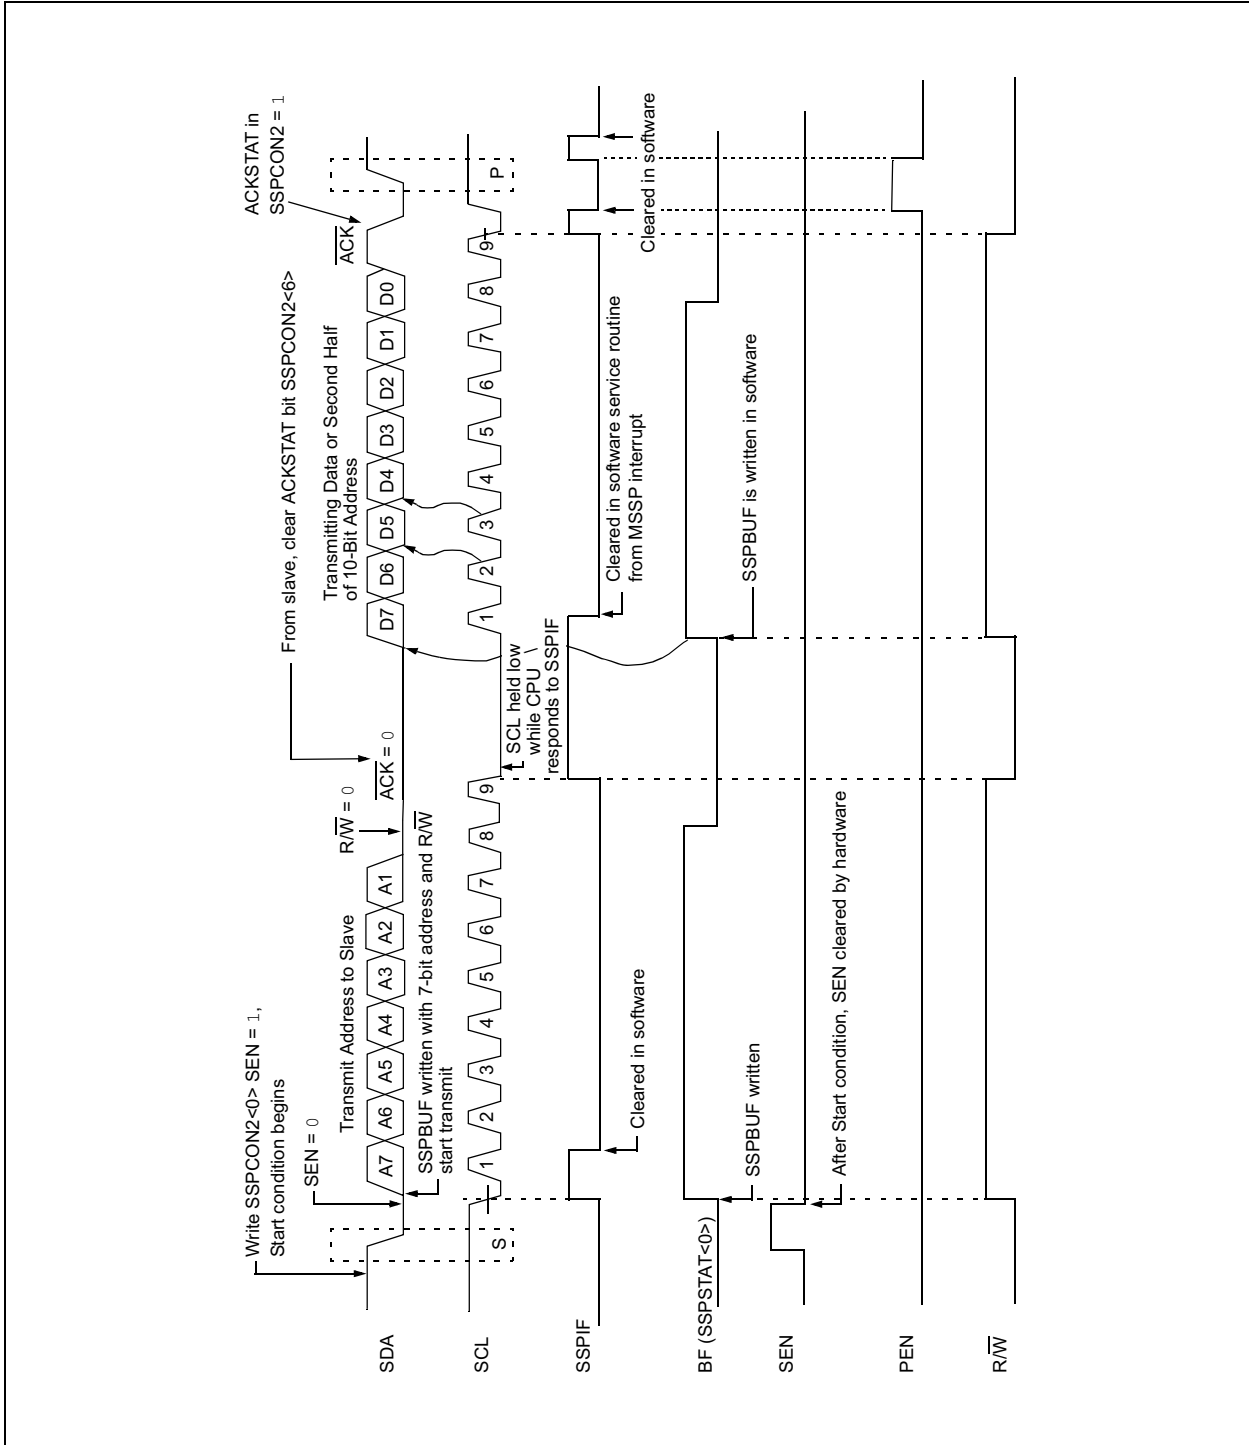 Write SSPCON2<0> SEN = 1,
Start condition begins
SEN = 0
Transmit Address to Slave
R/W = 0
ACK = 0
From slave, clear ACKSTAT bit SSPCON2<6>
Transmitting Data or Second Half
of 10-Bit Address
ACKSTAT in
SSPCON2 = 1
ACK
SDA
A7 A6 A5 A4 A3 A2 A1
D7 D6 D5 D4 D3 D2 D1 D0
SSPBUF written with 7-bit address and R/W
start transmit
SCL
S
1 2 3 4 5 6 7 8 9
1 2 3 4 5 6 7 8 9
P
SCL held low
while CPU
responds to SSPIF
SSPIF
Cleared in software
Cleared in software service routine
from MSSP interrupt
Cleared in software
BF (SSPSTAT<0>)
SSPBUF written
SSPBUF is written in software
SEN
After Start condition, SEN cleared by hardware
PEN
R/W